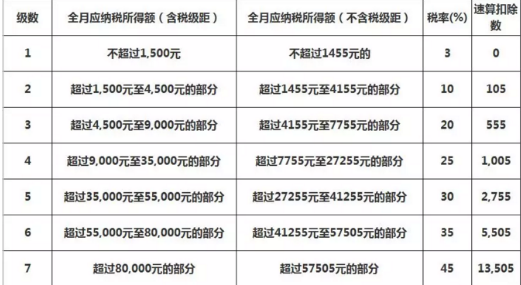 级数 全月应纳税所得额（含税级距） 全月应纳税所得额（不含税级距） 税率(%) 速算扣除
数
1 不超过1,500元 不超过1455元的 3 0
2 超过1,500元至4,500元的部分 超过1455元至4155元的部分 10 105
3 超过4,500元至9,000元的部分 超过4155元至7755元的部分 20 555
4 超过9,000元至35,000元的部分 超过7755元至27255元的部分 25 1,005
5 超过35,000元至55,000元的部分 超过27255元至41255元的部分 30 2,755
6 超过55,000元至80,000元的部分 超过41255元至57505元的部分 35 5,505
7 超过80,000元的部分 超过57505元的部分 45 13,505